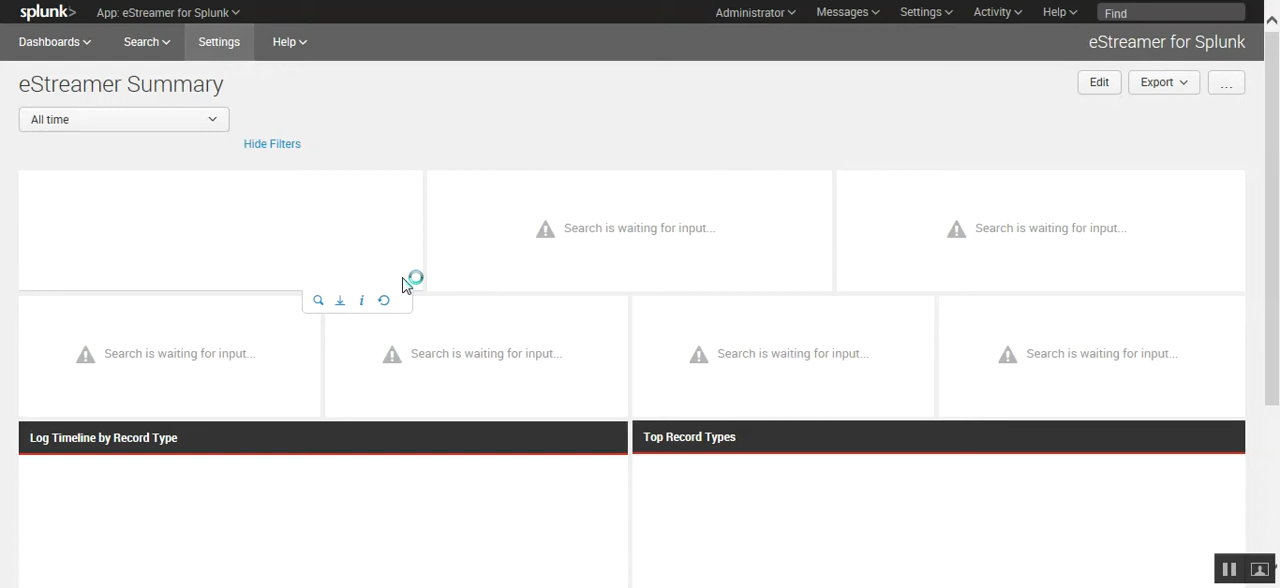 splunk> App: eStreamer for Splunk Administrator Messages Settings Activity Help Find
Dashboards Search Settings Help eStreamer for Splunk
eStreamer Summary Edit Export ...
All time
Hide Filters
Search is waiting for input... Search is waiting for input...
i
Search is waiting for input... Search is waiting for input... Search is waiting for input... Search is waiting for input...
Log Timeline by Record Type Top Record Types